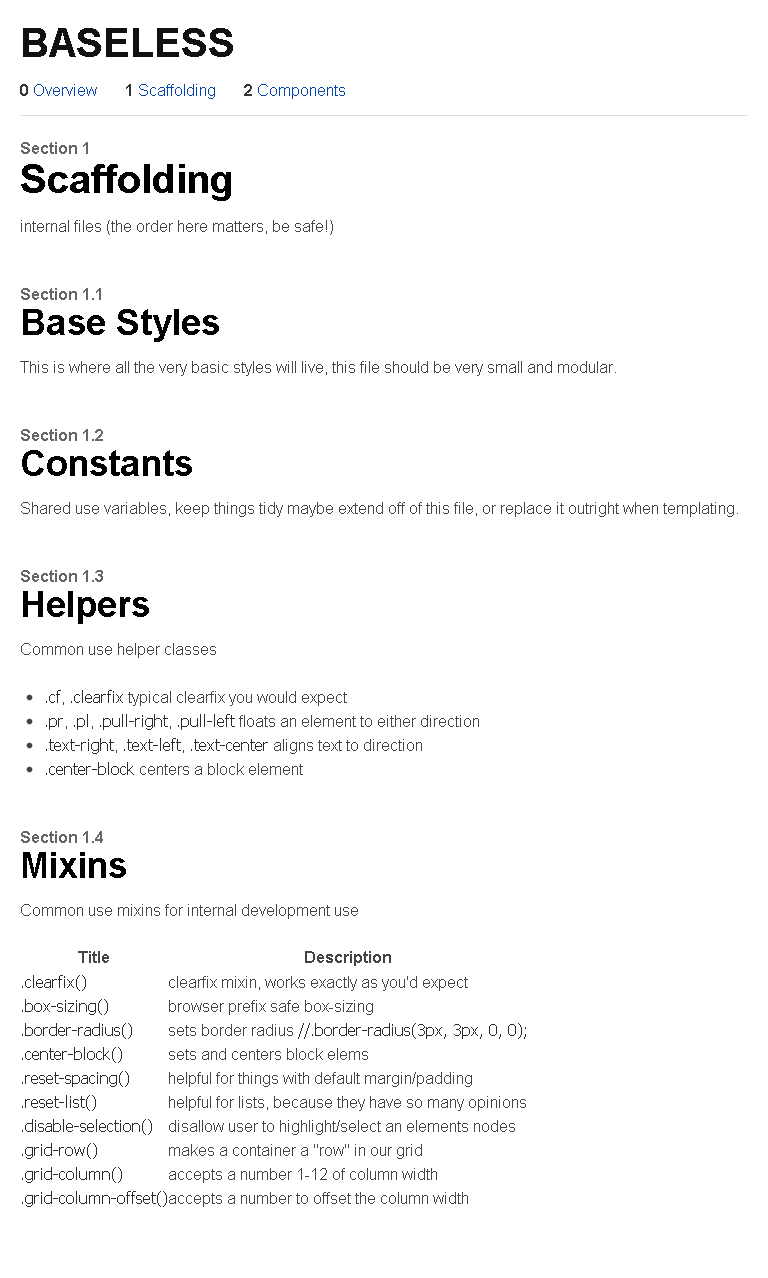 BASELESS
0 Overview 1 Scaffolding 2 Components
Section 1
Scaffolding
internal files (the order here matters, be safe!)
Section 1.1
Base Styles
This is where all the very basic styles will live, this file should be very small and modular.
Section 1.2
Constants
Shared use variables, keep things tidy maybe extend off of this file, or replace it outright when templating.
Section 1.3
Helpers
Common use helper classes
• .cf, .clearfix typical clearfix you would expect
• .pr, .pl, .pull-right, .pull-left floats an element to either direction
• .text-right, .text-left, .text-center aligns text to direction
• .center-block centers a block element
Section 1.4
Mixins
Common use mixins for internal development use
Title Description
.clearfix() clearfix mixin, works exactly as you'd expect
.box-sizing() browser prefix safe box-sizing
.border-radius() sets border radius //.border-radius(3px, 3px, 0, 0);
.center-block() sets and centers block elems
.reset-spacing() helpful for things with default margin/padding
.reset-list() helpful for lists, because they have so many opinions
.disable-selection() disallow user to highlight/select an elements nodes
.grid-row() makes a container a "row" in our grid
.grid-column() accepts a number 1-12 of column width
.grid-column-offset() accepts a number to offset the column width